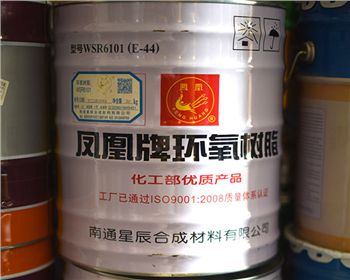 型号WSR6101 (E-44)
凤凰
FENG HUANG
®
凤凰牌环氧树脂
化工部优质产品
工厂已通过ISO9001:2008质量体系认证
南通星辰合成材料有限公司